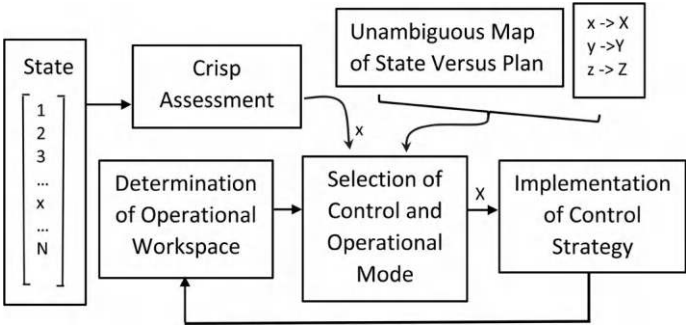 State
1
2
3
...
x
...
N
Crisp
Assessment
x
Unambiguous Map
of State Versus Plan
x ->X
y ->Y
z -> Z
Determination
of Operational
Workspace
Selection of
Control and
Operational
Mode
X
Implementation
of Control
Strategy